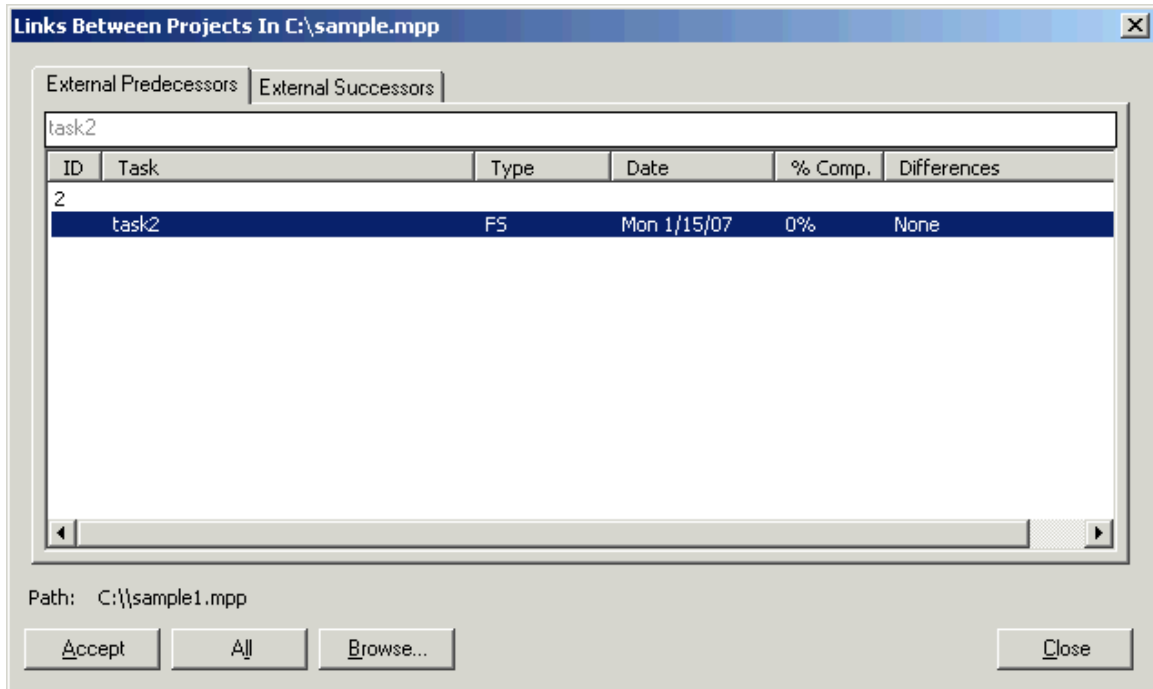 Links Between Projects In C:\sample.mpp
External Predecessors External Successors
task2
ID Task Type Date % Comp. Differences
2
task2 FS Mon 1/15/07 0% None
Path: C:\\sample1.mpp
Accept All Browse... Close